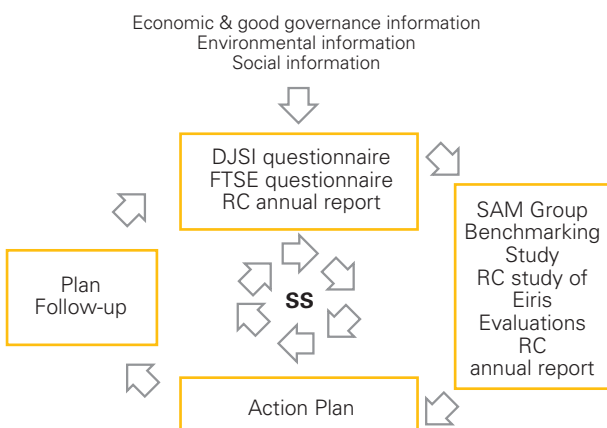 Economic & good governance information
Environmental information
Social information
DJSI questionnaire
FTSE questionnaire
RC annual report
SAM Group
Benchmarking
Study
RC study of
Eiris
Evaluations
RC
annual report
Plan
Follow-up
SS
Action Plan